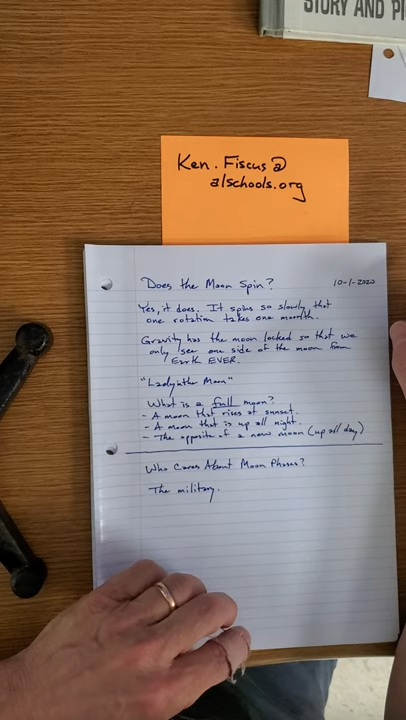 STORY AND
Ken.Fiscus@
alschools.org
Does the Moon Spin? 10-1-2020
Yes, it does. It spins so slowly that
one rotation takes one month.
Gravity has the moon locked so that we
only see one side of the moon from
Earth EVER.
"Lady in the Moon"
What is a full moon?
- A moon that rises at sunset.
- A moon that is up all night.
- The opposite of a new moon (up all day)
Who Cares About Moon Phases?
The military.